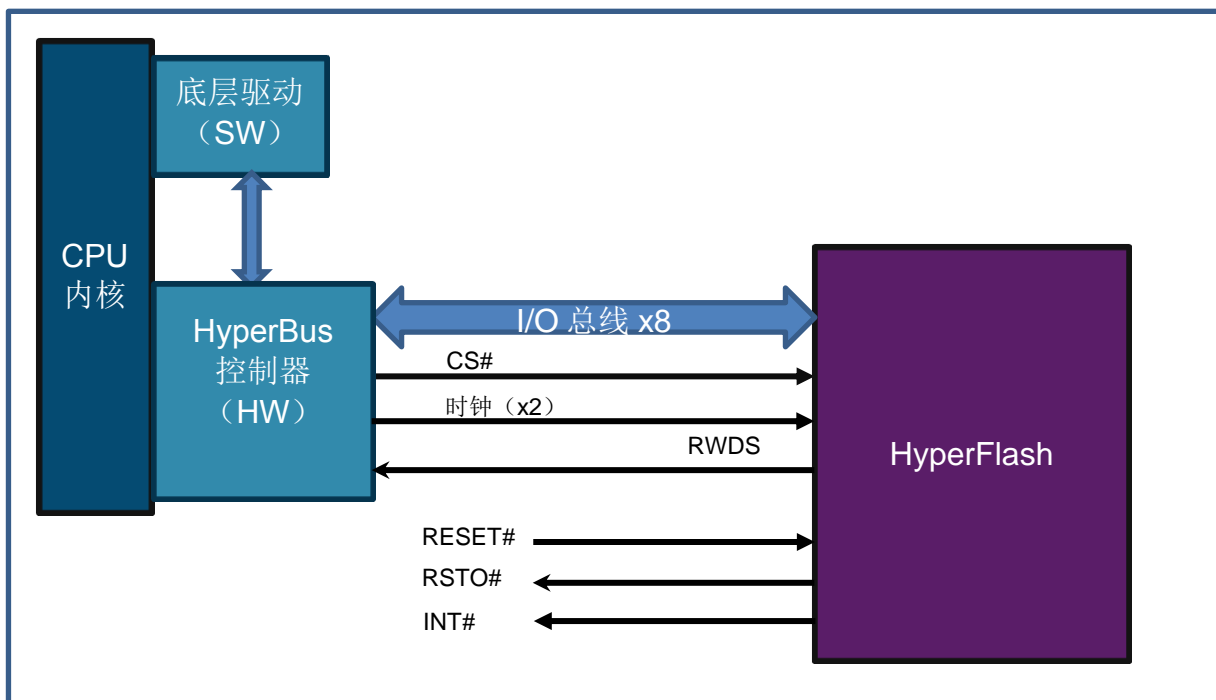 底层驱动
（SW）
CPU
内核
HyperBus
控制器
（HW）
I/O 总线 x8
CS#
时钟（x2）
RWDS
HyperFlash
RESET#
RSTO#
INT#